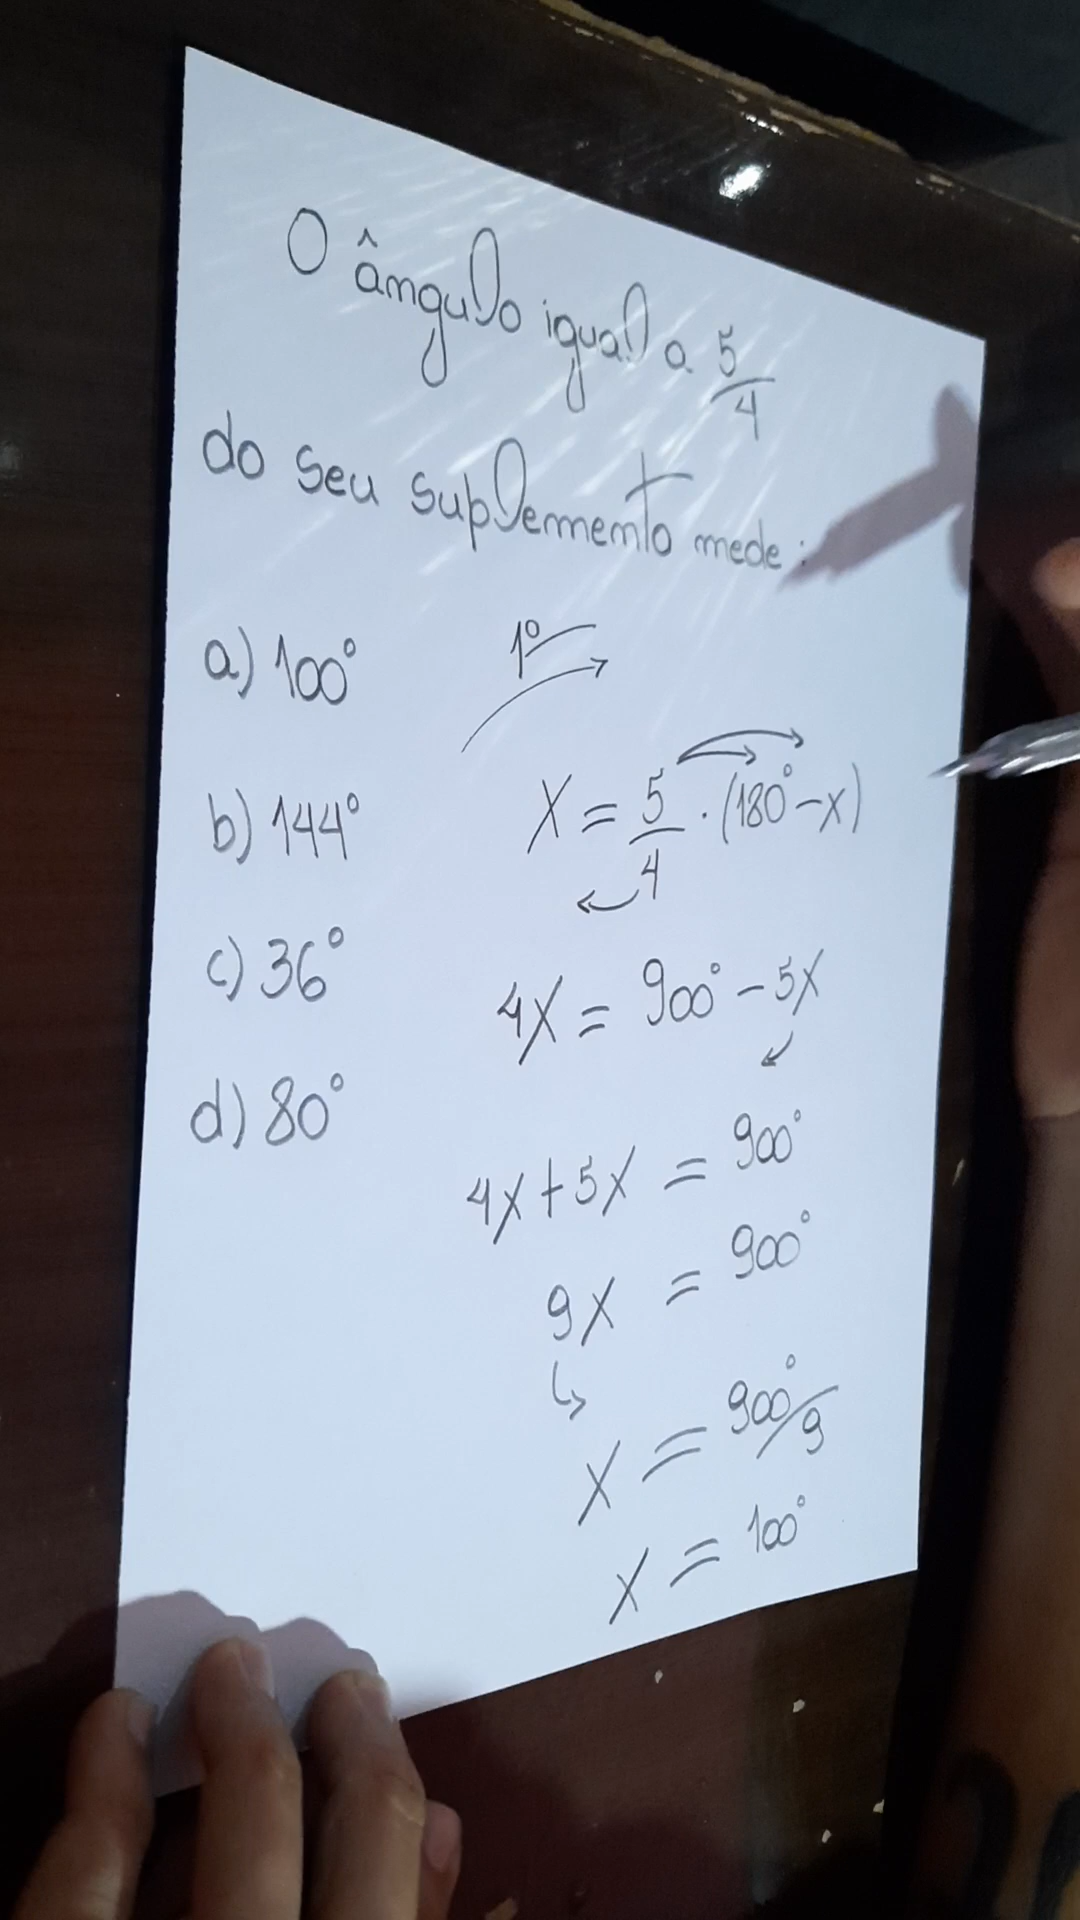 O ângulo igual a 5/4
do seu suplemento mede:
a) 100°
1º
b) 144°
X = 5/4 . (180° - x)
c) 36°
4X = 900° - 5X
d) 80°
4X + 5X = 900°
9X = 900°
X = 900°/9
X = 100°